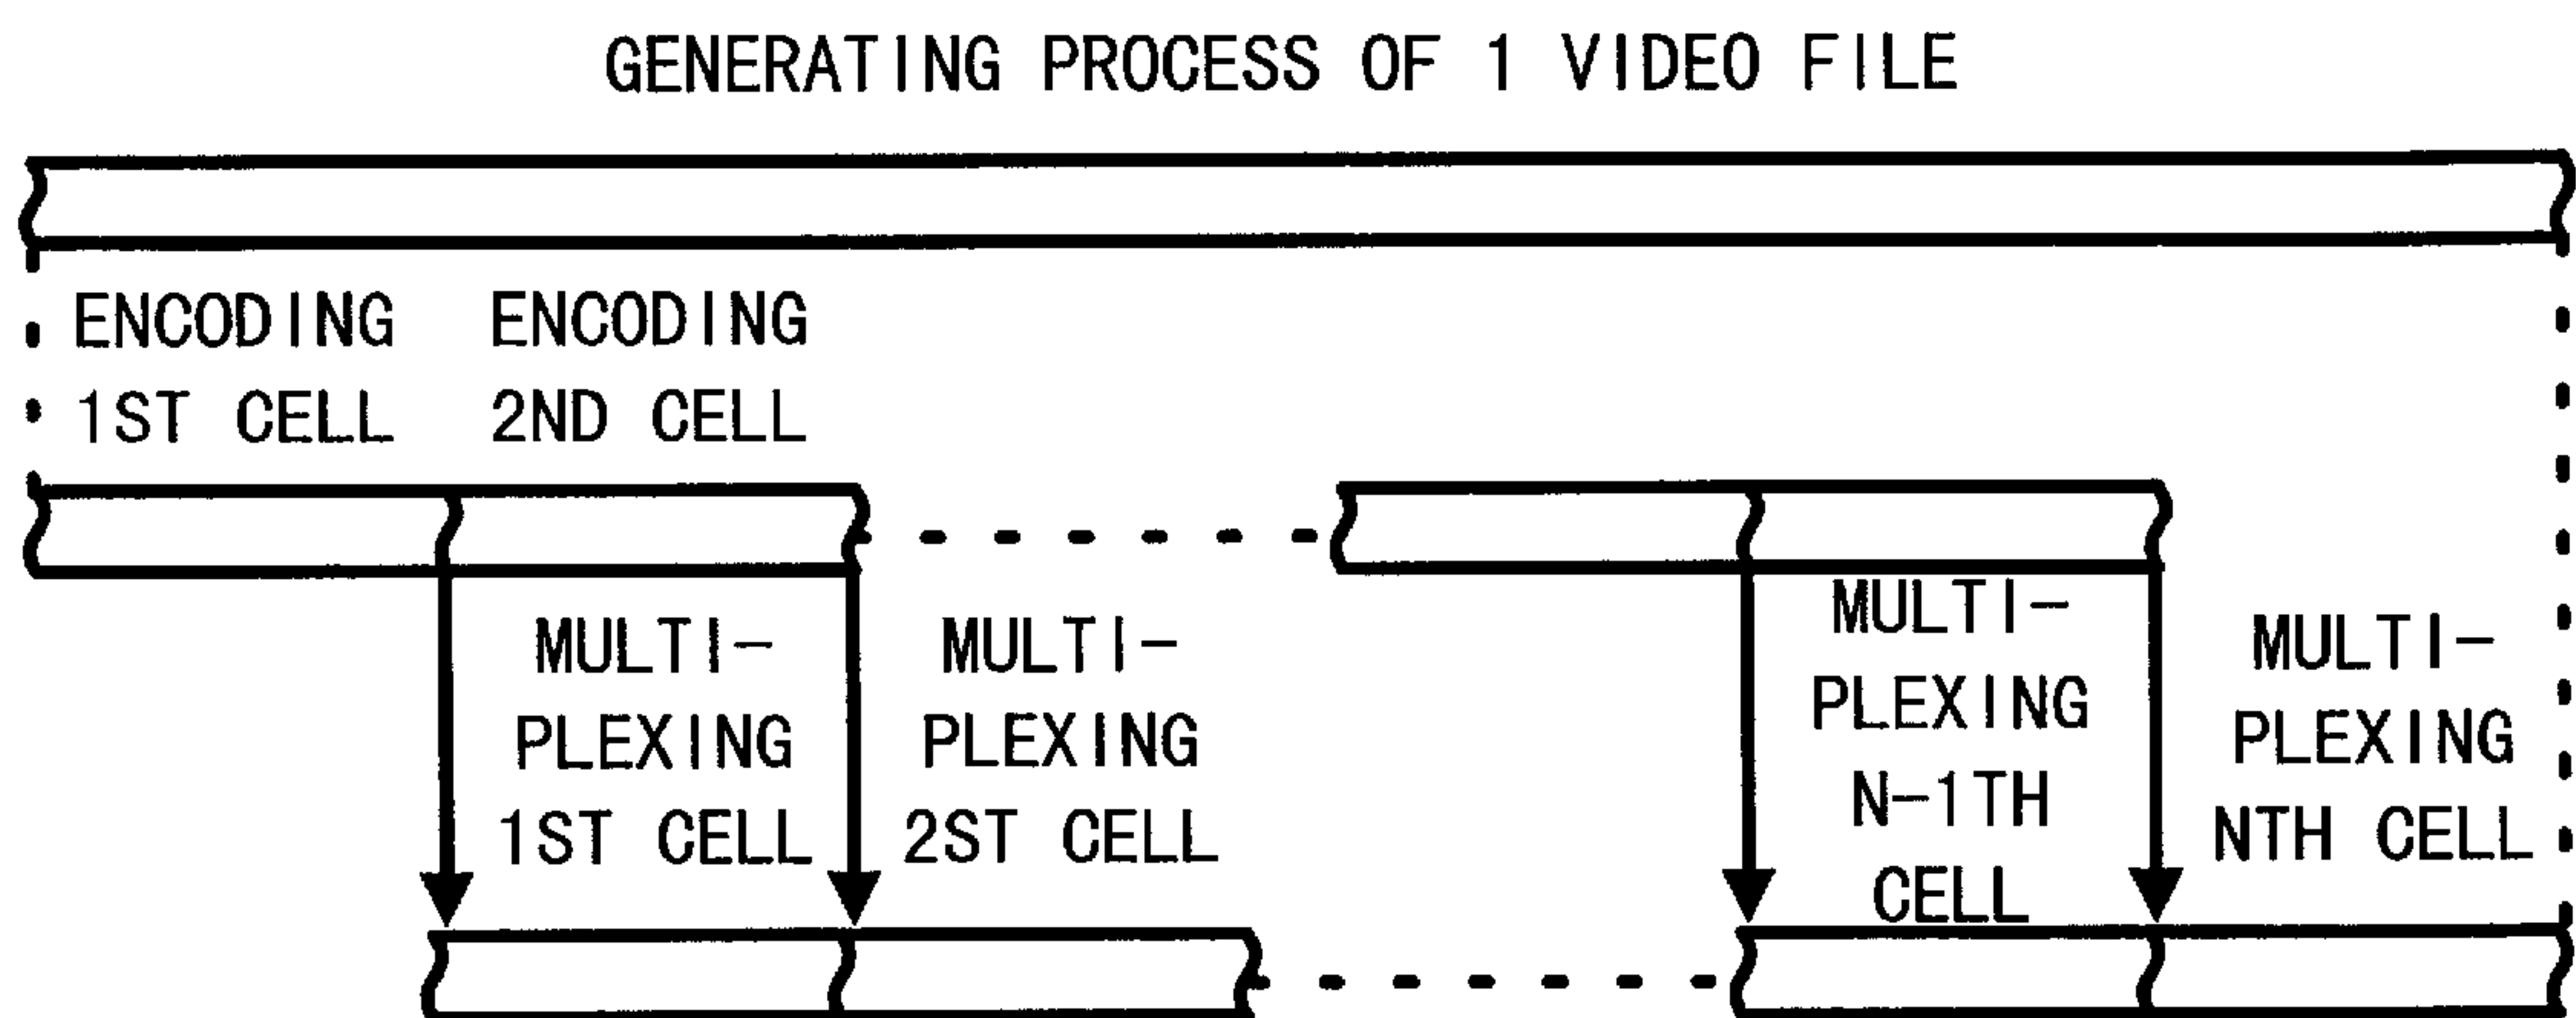 GENERATING PROCESS OF 1 VIDEO FILE
ENCODING
1ST CELL
ENCODING
2ND CELL
MULTI-
PLEXING
1ST CELL
MULTI-
PLEXING
2ST CELL
MULTI-
PLEXING
N-1TH
CELL
MULTI-
PLEXING
NTH CELL